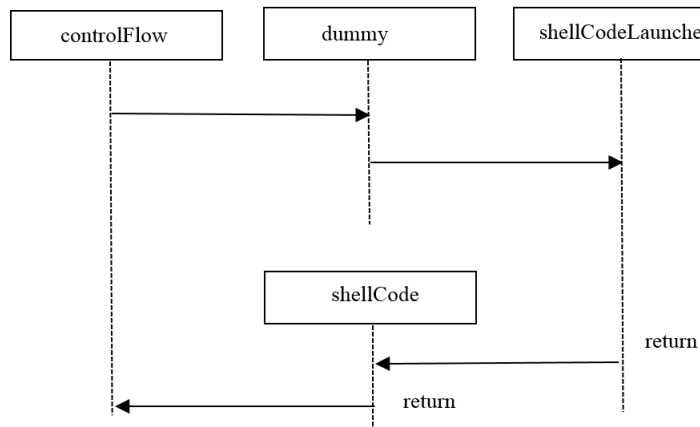 controlFlow
dummy
shellCodeLaunche
shellCode
return
return